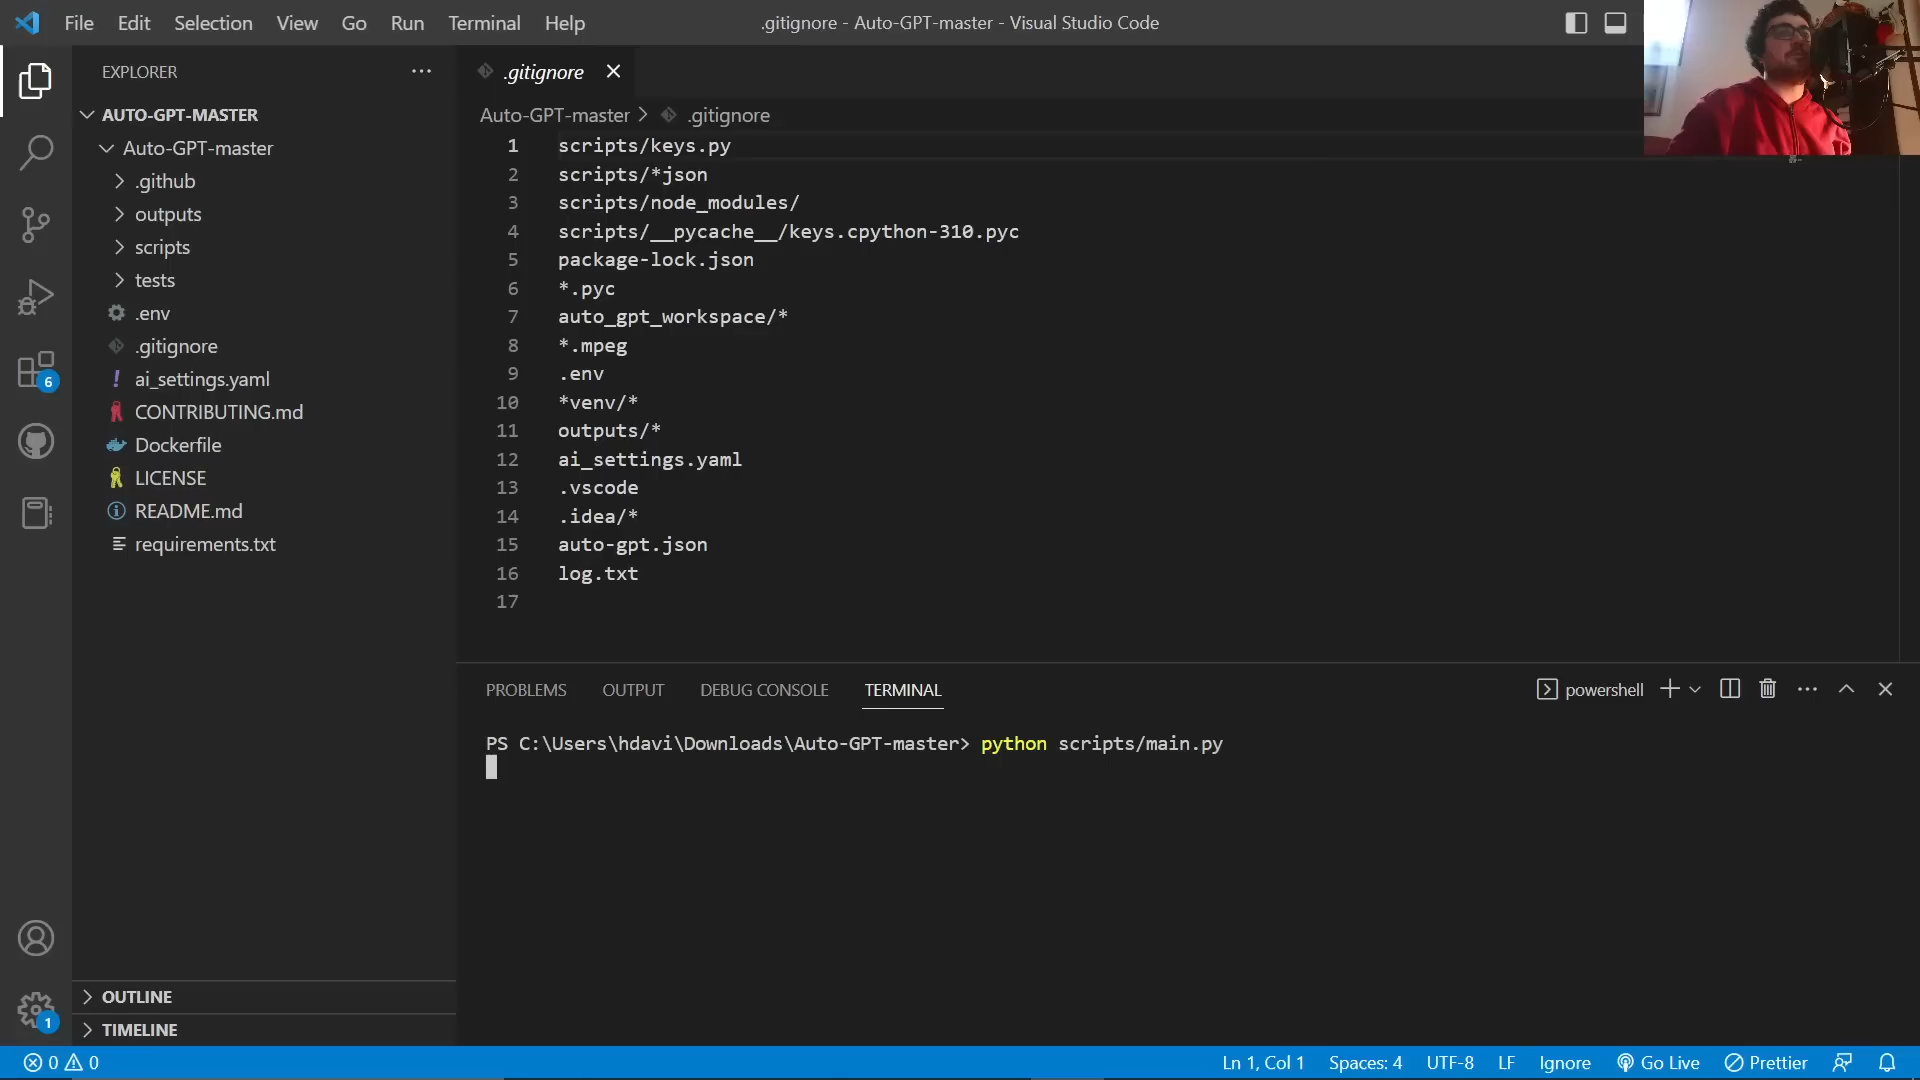 File Edit Selection View Go Run Terminal Help
.gitignore - Auto-GPT-master - Visual Studio Code
EXPLORER
AUTO-GPT-MASTER
Auto-GPT-master
.github
outputs
scripts
tests
.env
.gitignore
! ai_settings.yaml
CONTRIBUTING.md
Dockerfile
LICENSE
README.md
requirements.txt
OUTLINE
TIMELINE
6
1
.gitignore
Auto-GPT-master > .gitignore
1 scripts/keys.py
2 scripts/*json
3 scripts/node_modules/
4 scripts/__pycache__/keys.cpython-310.pyc
5 package-lock.json
6 *.pyc
7 auto_gpt_workspace/*
8 *.mpeg
9 .env
10 *venv/*
11 outputs/*
12 ai_settings.yaml
13 .vscode
14 .idea/*
15 auto-gpt.json
16 log.txt
17
PROBLEMS OUTPUT DEBUG CONSOLE TERMINAL
powershell
PS C:\Users\hdavi\Downloads\Auto-GPT-master> python scripts/main.py
0 0
Ln 1, Col 1 Spaces: 4 UTF-8 LF Ignore Go Live Prettier